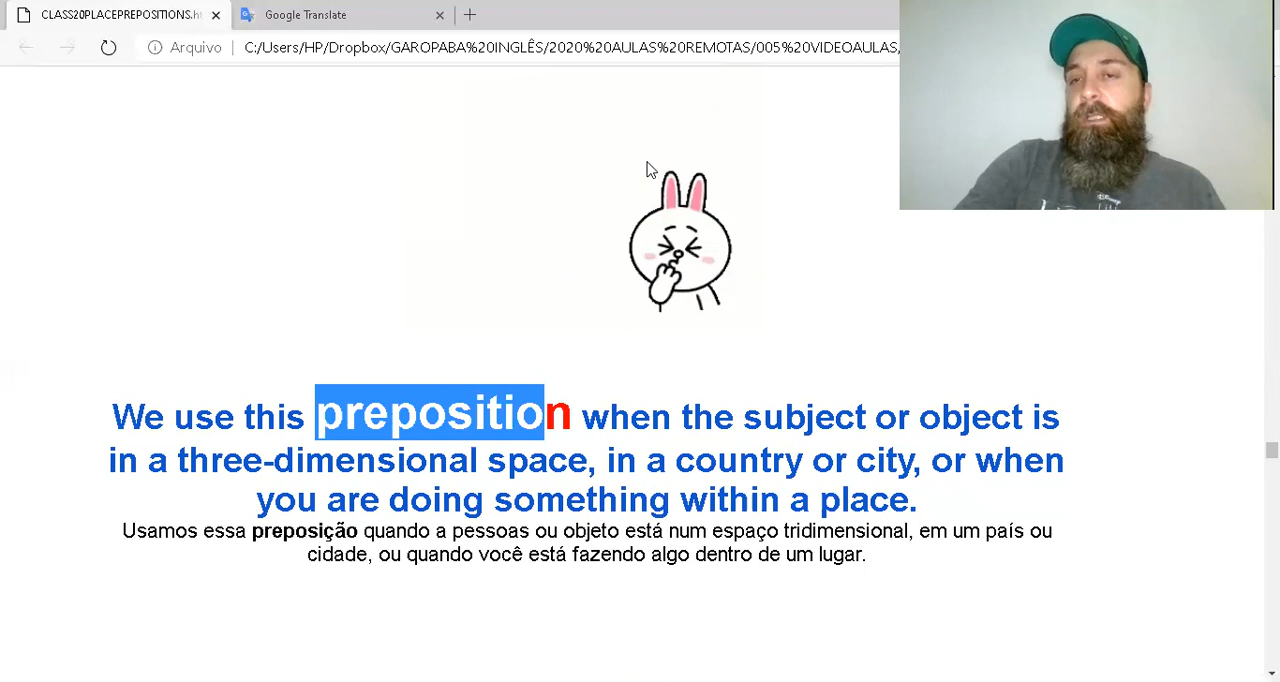 CLASS20PLACEPREPOSITIONS.h
Google Translate
Arquivo
C:/Users/HP/Dropbox/GAROPABA%20INGLÊS/2020%20AULAS%20REMOTAS/005%20VIDEOAULAS,
We use this preposition when the subject or object is
in a three-dimensional space, in a country or city, or when
you are doing something within a place.
Usamos essa preposição quando a pessoas ou objeto está num espaço tridimensional, em um país ou
cidade, ou quando você está fazendo algo dentro de um lugar.